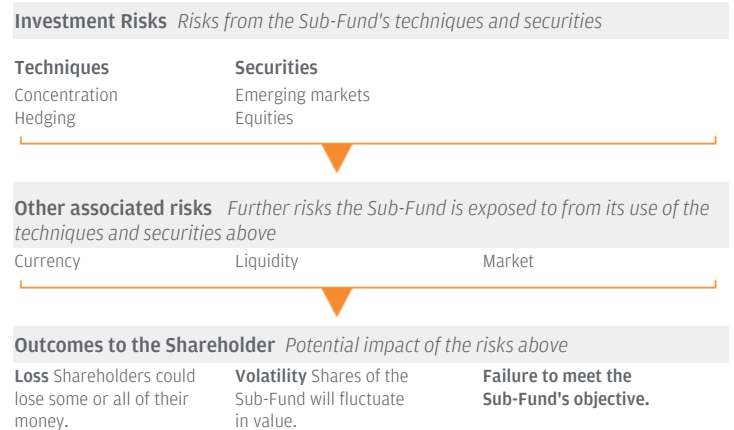 Investment Risks Risks from the Sub-Fund's techniques and securities
Techniques Securities
Concentration Emerging markets
Hedging Equities
Other associated risks Further risks the Sub-Fund is exposed to from its use of the
techniques and securities above
Currency Liquidity Market
Outcomes to the Shareholder Potential impact of the risks above
Loss Shareholders could
lose some or all of their
money.
Volatility Shares of the
Sub-Fund will fluctuate
in value.
Failure to meet the
Sub-Fund's objective.